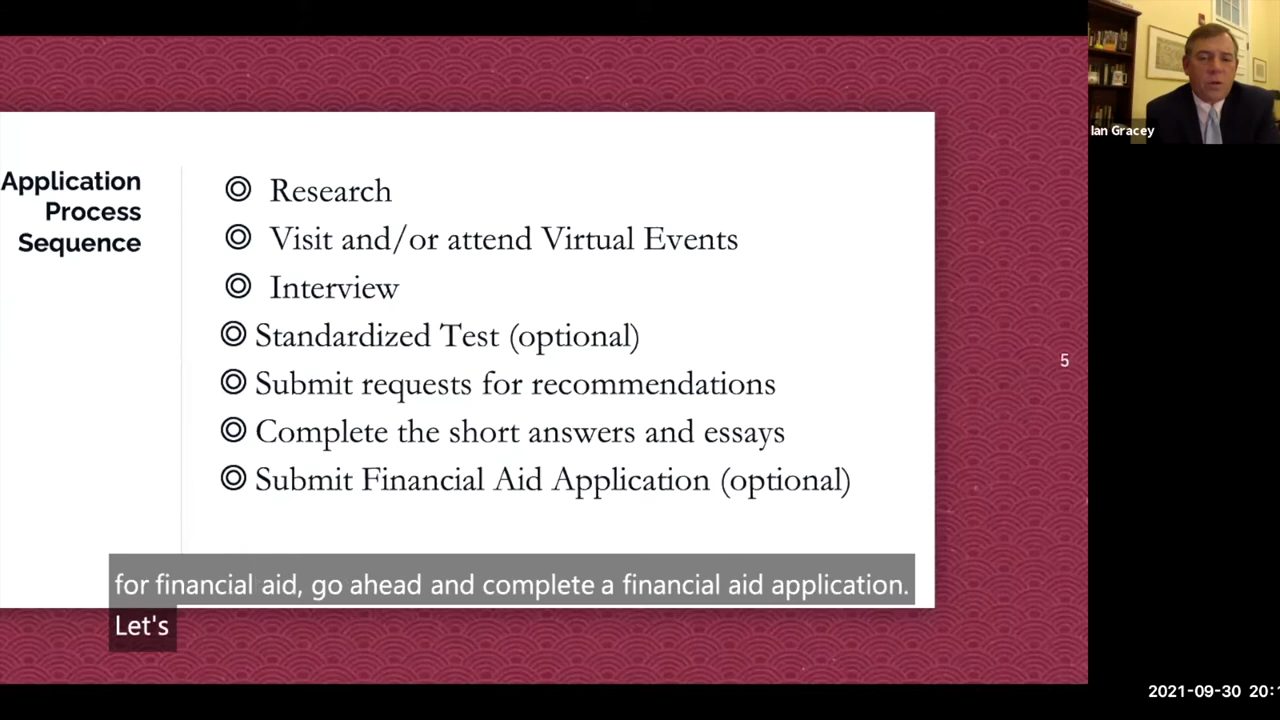 Application
Process
Sequence
Research
Visit and/or attend Virtual Events
Interview
Standardized Test (optional)
Submit requests for recommendations
Complete the short answers and essays
Submit Financial Aid Application (optional)
5
for financial aid, go ahead and complete a financial aid application.
Let's
Ian Gracey
2021-09-30 20: